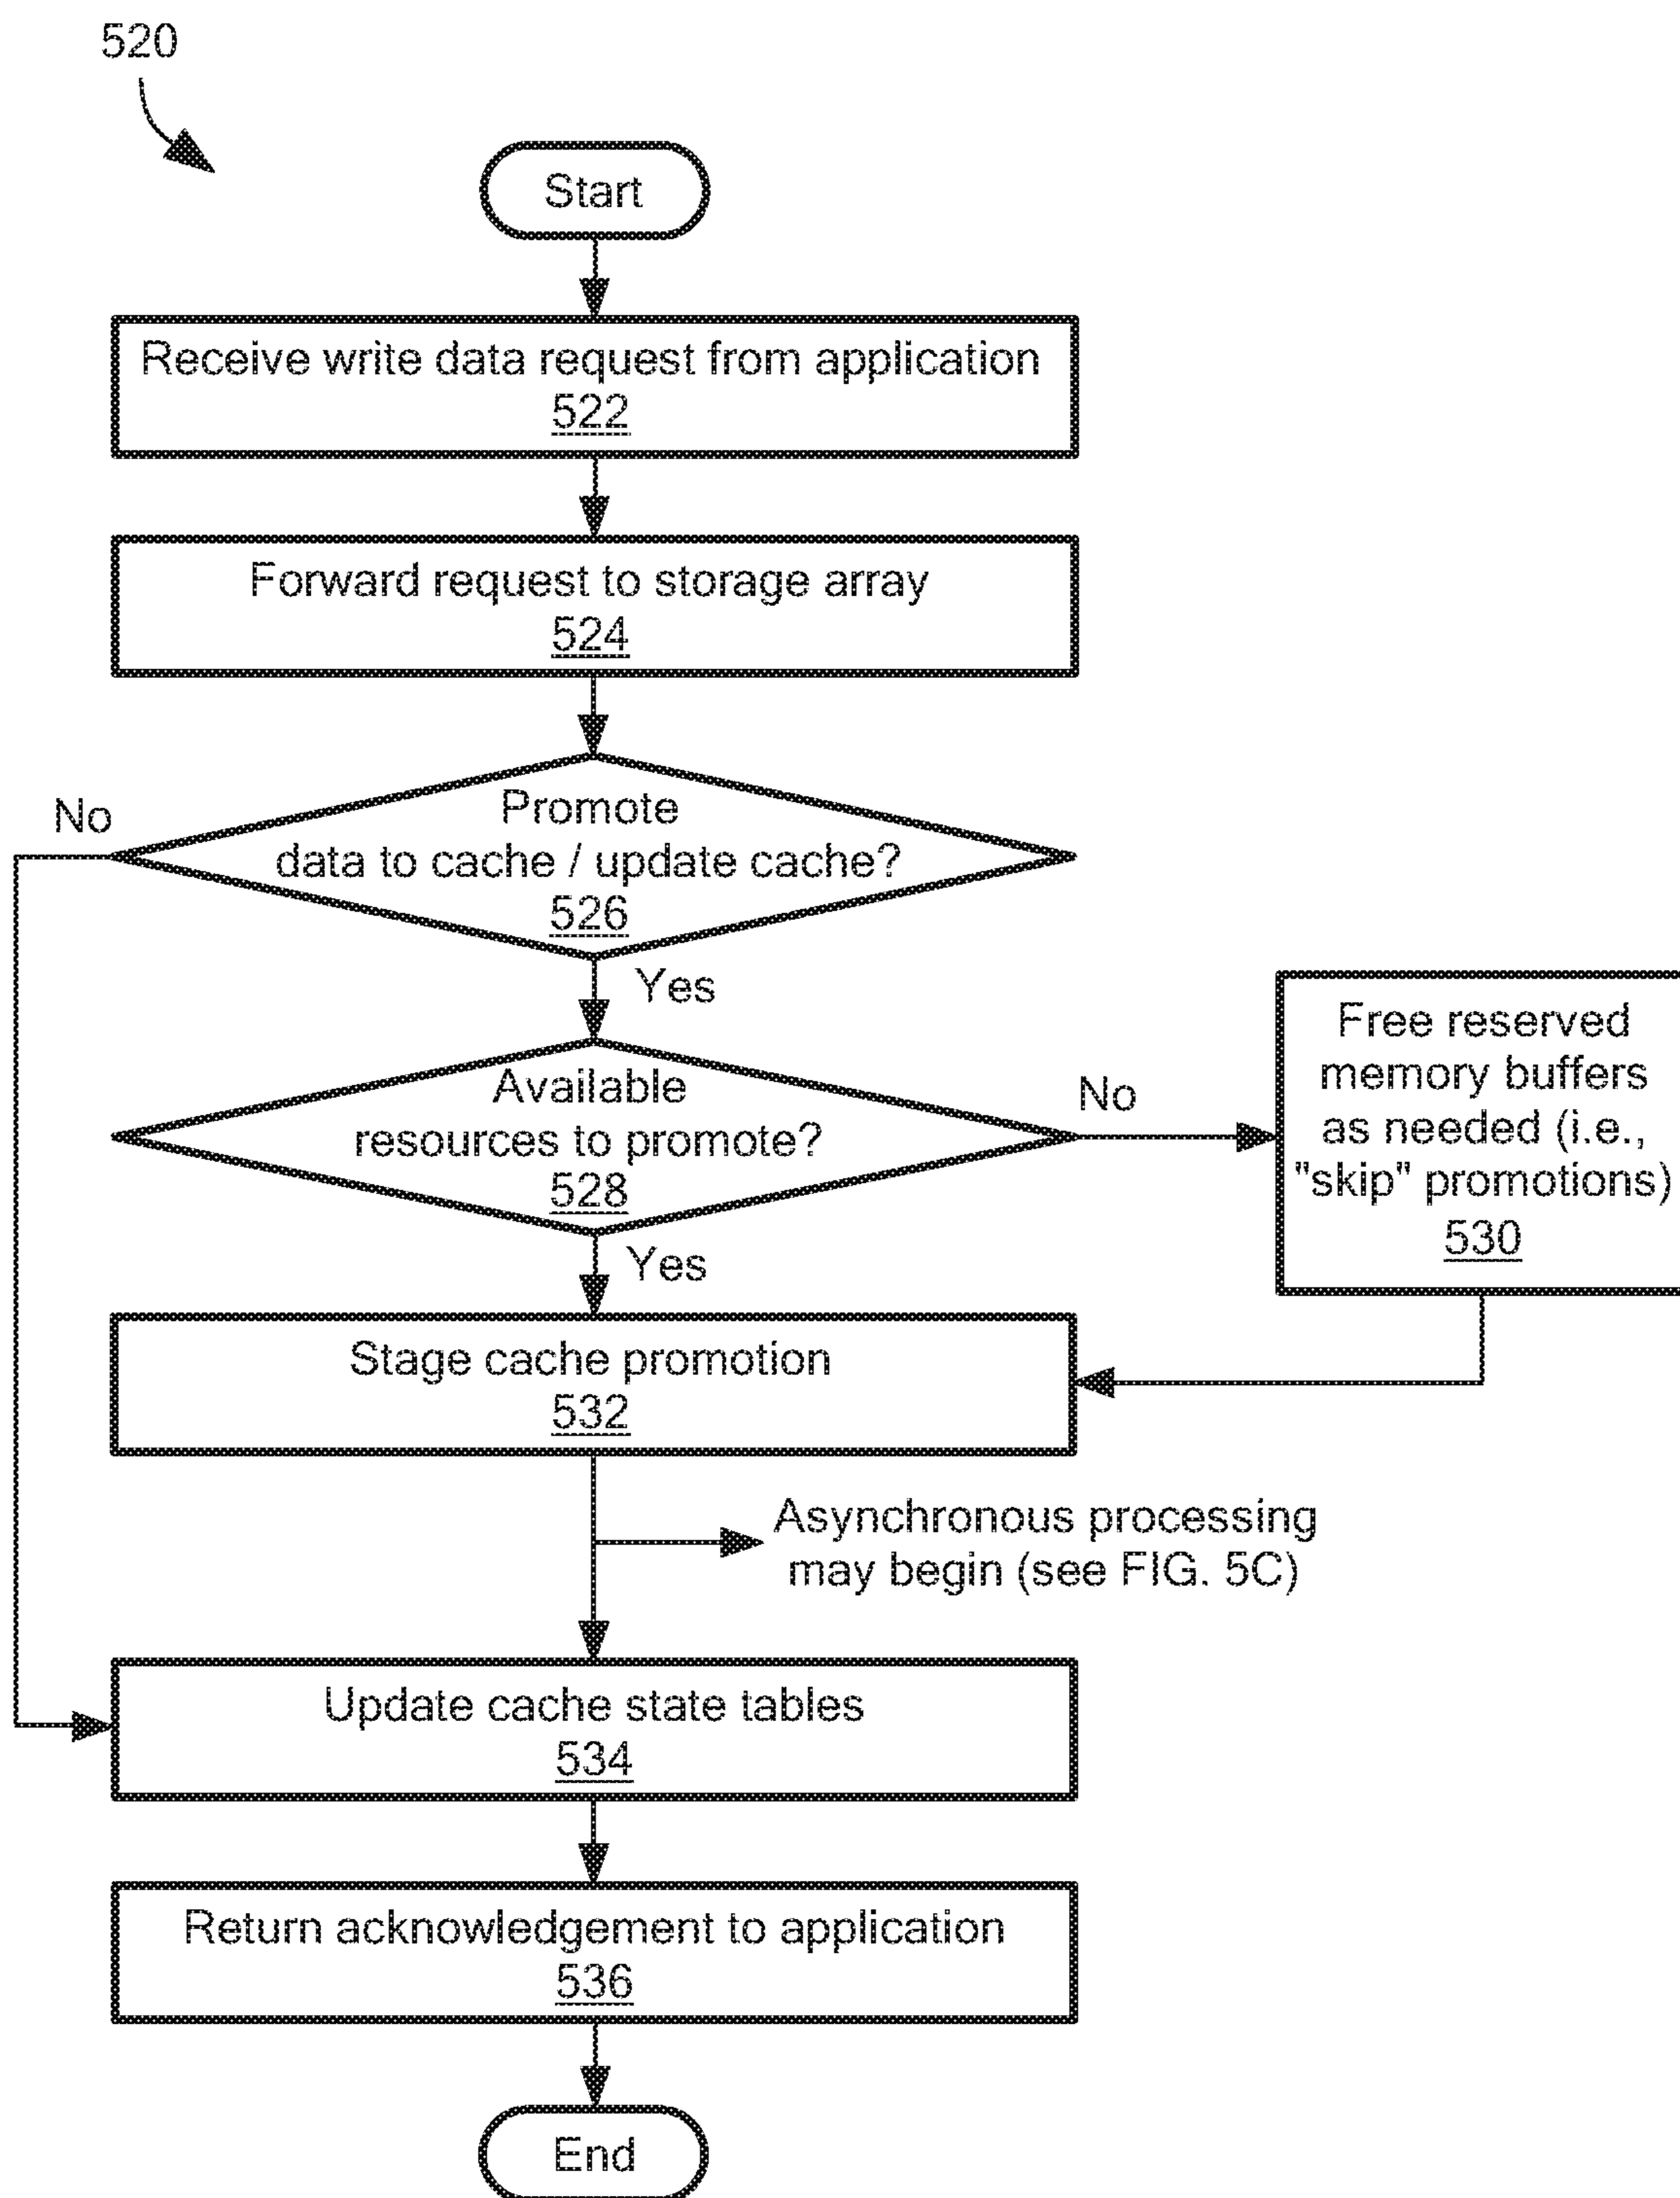 520
Start
Receive write data request from application
522
Forward request to storage array
524
No
Promote
data to cache / update cache?
526
Yes
Available
resources to promote?
528
No
Free reserved
memory buffers
as needed (i.e.,
"skip" promotions)
530
Yes
Stage cache promotion
532
Asynchronous processing
may begin (see FIG. 5C)
Update cache state tables
534
Return acknowledgement to application
536
End